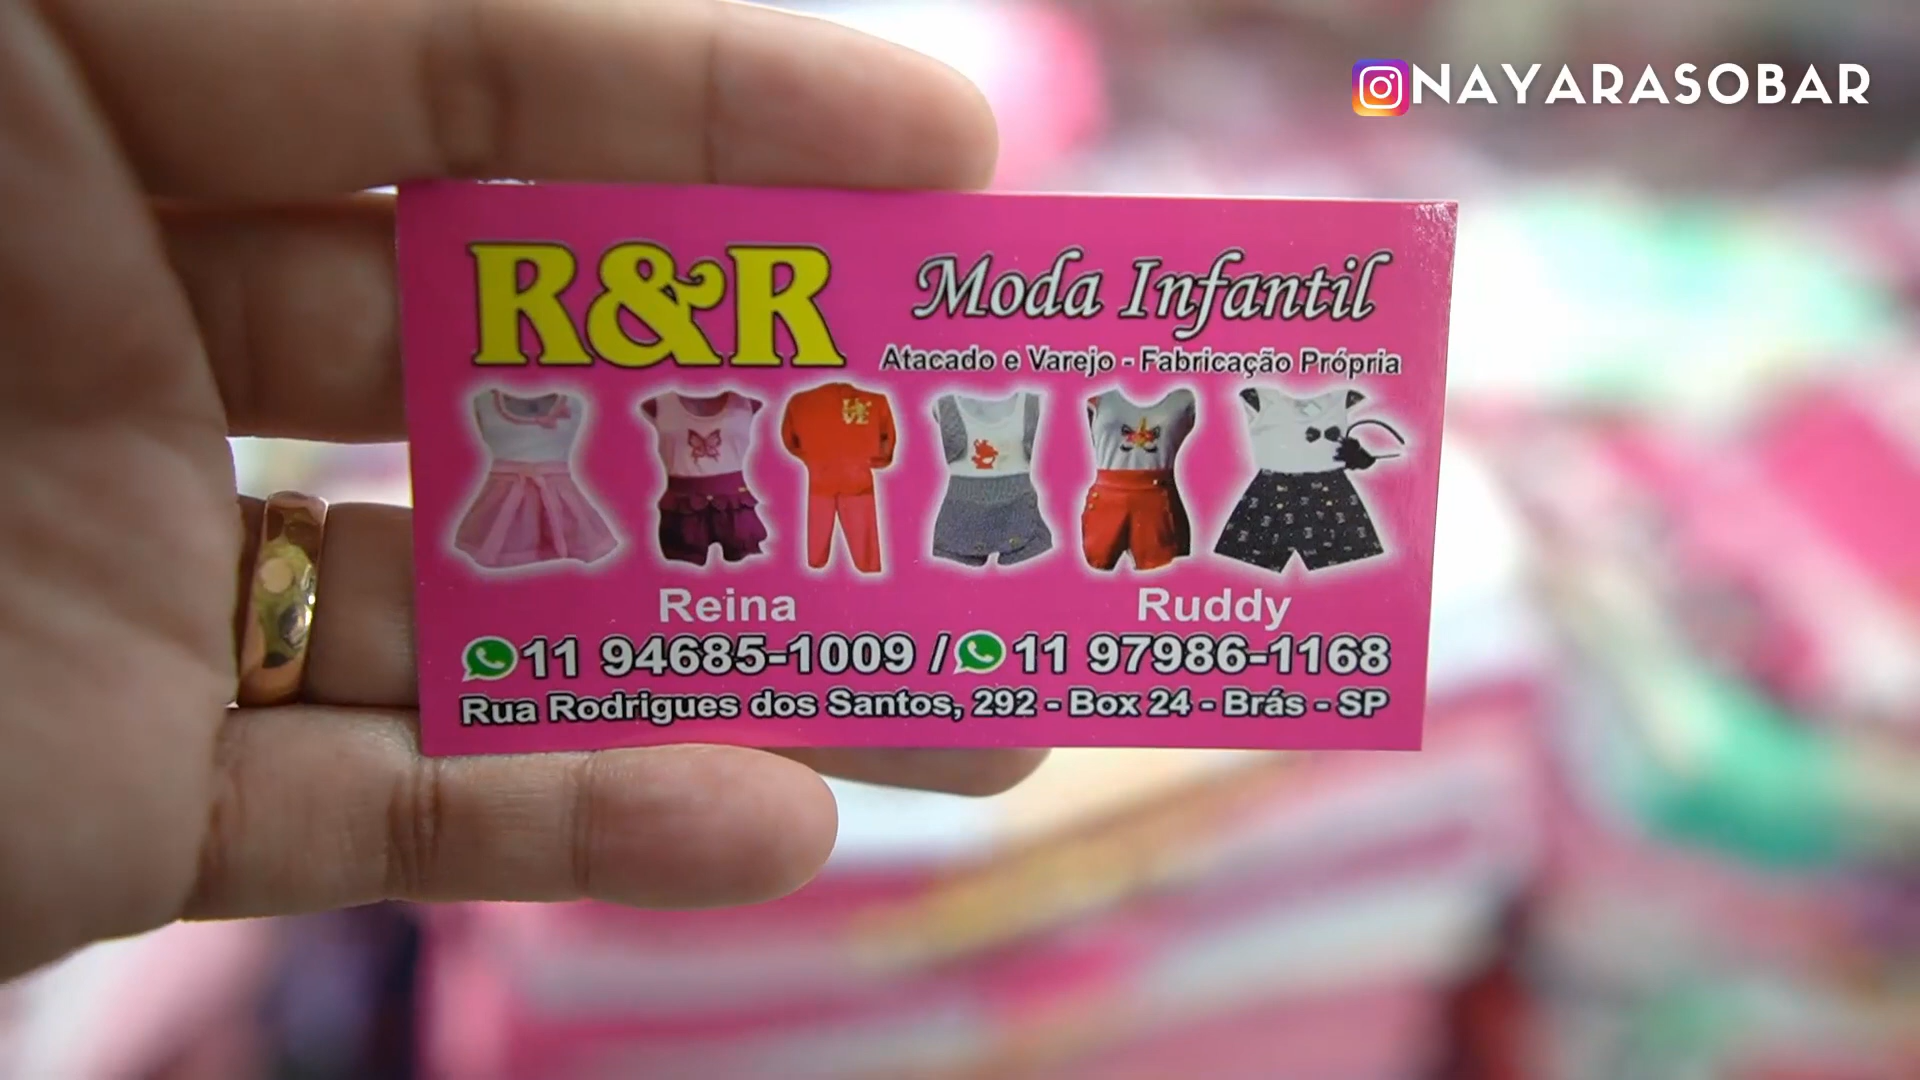 NAYARASOBAR
R&R
Moda Infantil
Atacado e Varejo - Fabricação Própria
Reina
Ruddy
11 94685-1009 / 11 97986-1168
Rua Rodrigues dos Santos, 292 - Box 24 - Brás - SP